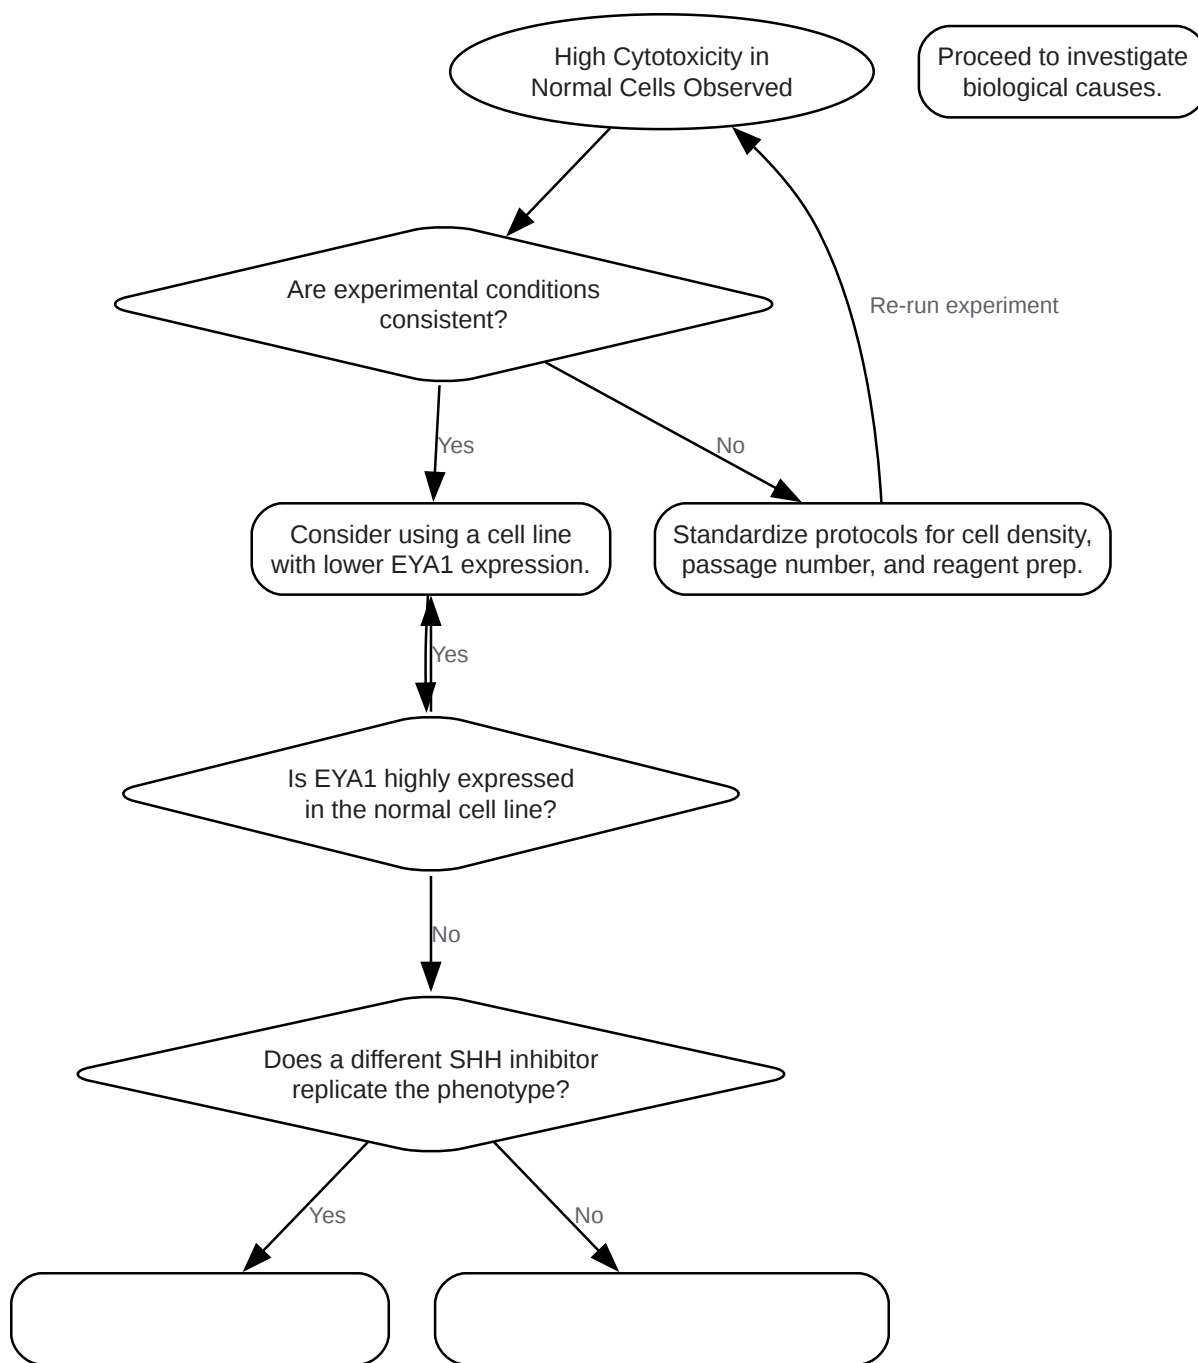 High Cytotoxicity in
Normal Cells Observed
Proceed to investigate
biological causes.
Are experimental conditions
consistent?
Re-run experiment
Yes
No
Consider using a cell line
with lower EYA1 expression.
Standardize protocols for cell density,
passage number, and reagent prep.
Yes
Is EYA1 highly expressed
in the normal cell line?
No
Does a different SHH inhibitor
replicate the phenotype?
Yes
No